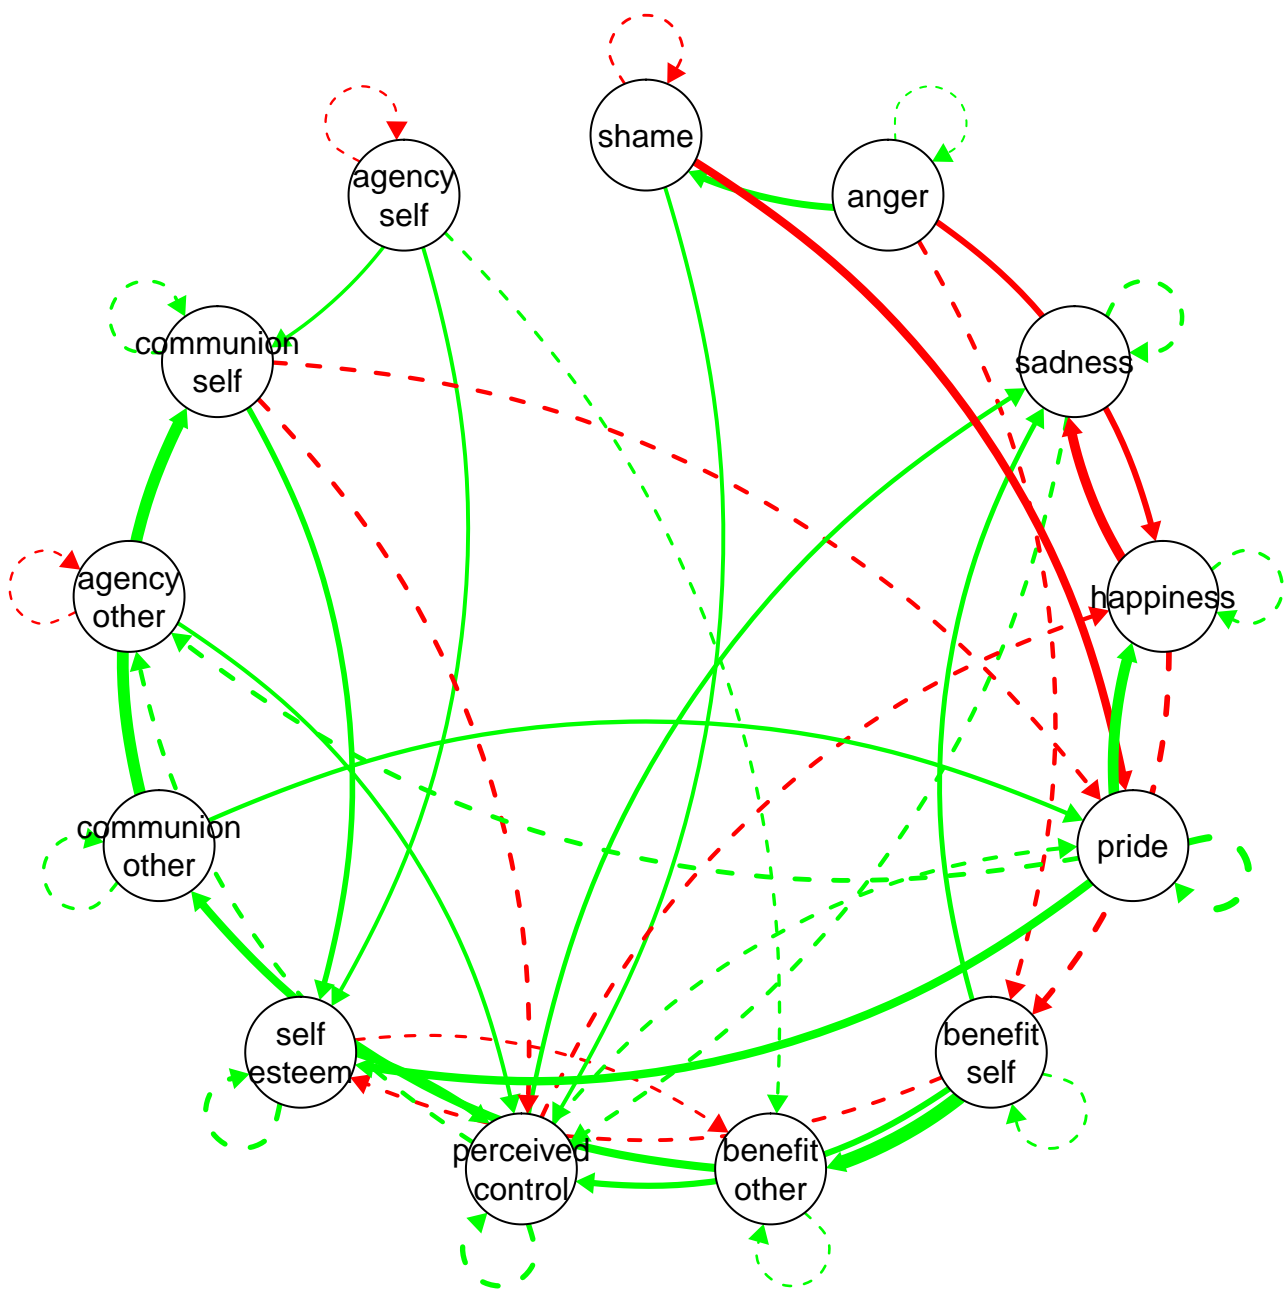 shame
anger
agency
self
communion
self
sadness
agency
other
happiness
communion
other
pride
self
esteem
benefit
self
perceived
control
benefit
other